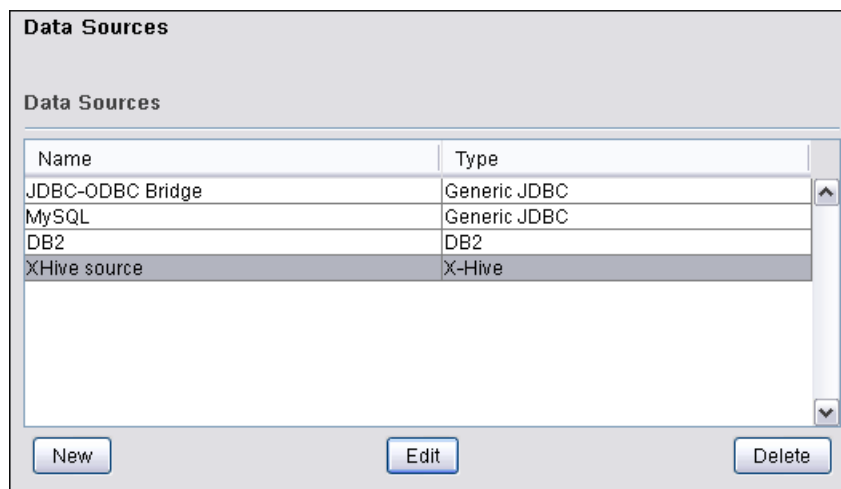 Data Sources
Data Sources
Name Type
JDBC-ODBC Bridge Generic JDBC
MySQL Generic JDBC
DB2 DB2
XHive source X-Hive
New Edit Delete